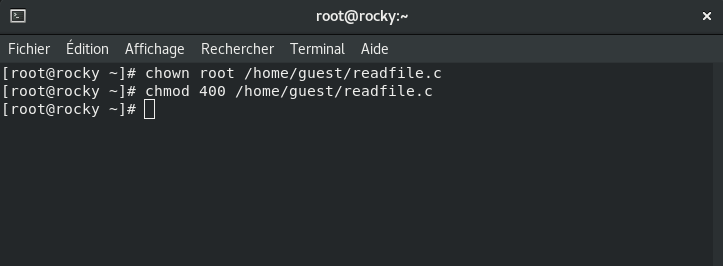 root@rocky:~
Fichier Édition Affichage Rechercher Terminal Aide
[root@rocky ~]# chown root /home/guest/readfile.c
[root@rocky ~]# chmod 400 /home/guest/readfile.c
[root@rocky ~]#